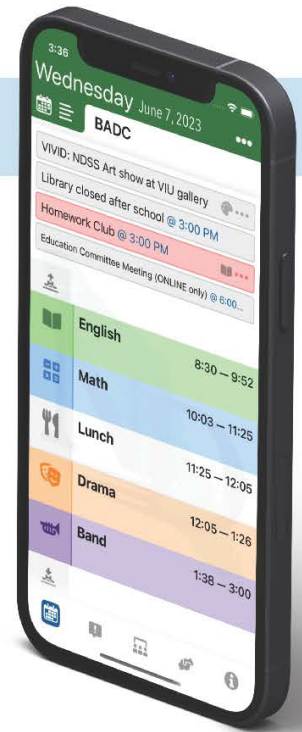 3:36
Wednesday June 7, 2023
BADC
VIVID: NDSS Art show at VIU gallery
Library closed after school @ 3:00 PM
Homework Club @ 3:00 PM
Education Committee Meeting (ONLINE only) @ 6:00...
English
8:30 – 9:52
Math
10:03 – 11:25
Lunch
11:25 – 12:05
Drama
12:05 – 1:26
Band
1:38 – 3:00